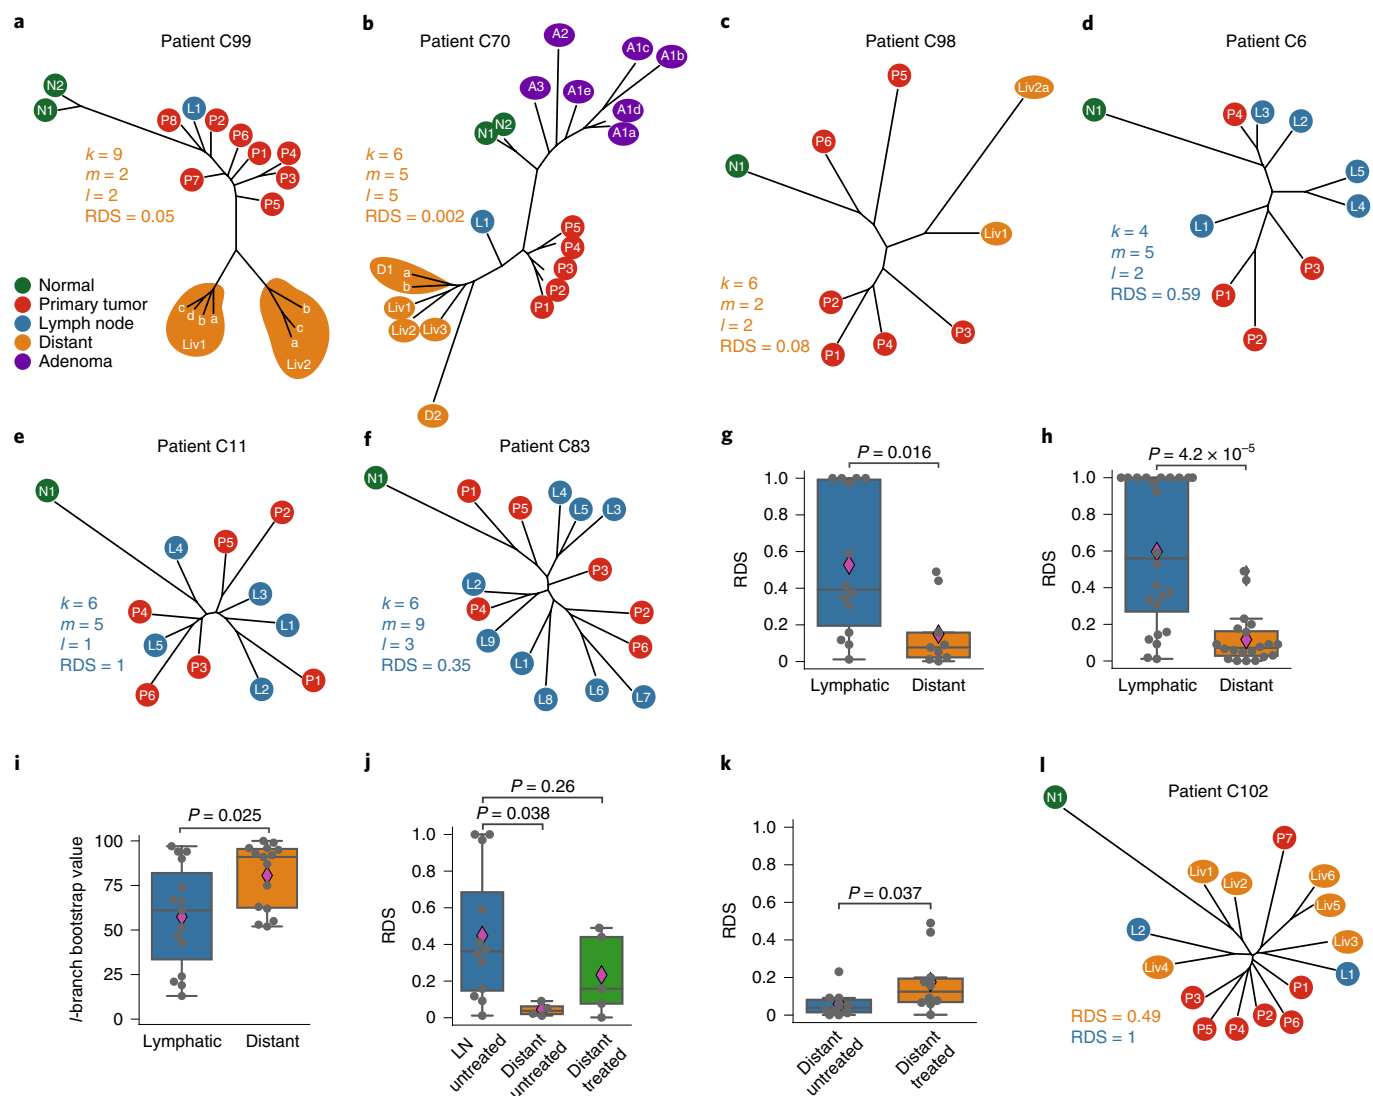 a
Patient C99
N2
N1
P8
L1
P2
P6
P1
P4
P3
P7
P5
k = 9
m = 2
l = 2
RDS = 0.05
Normal
Primary tumor
Lymph node
Distant
Adenoma
c
d
b
a
Liv1
b
c
a
Liv2
b
Patient C70
A2
A1c
A1b
A3
A1e
A1d
A1a
N2
N1
k = 6
m = 5
l = 5
RDS = 0.002
L1
P5
P4
P3
P2
P1
D1
a
b
Liv1
Liv2
Liv3
D2
c
Patient C98
P5
Liv2a
P6
N1
Liv1
k = 6
m = 2
l = 2
RDS = 0.08
P2
P1
P4
P3
d
Patient C6
N1
P4
L3
L2
L5
L4
L1
k = 4
m = 5
l = 2
RDS = 0.59
P3
P1
P2
e
Patient C11
N1
P2
L4
P5
L3
P4
L1
L5
k = 6
m = 5
l = 1
RDS = 1
P3
P6
L2
P1
f
Patient C83
N1
P1
P5
L4
L5
L3
P3
L2
P4
P2
L9
P6
k = 6
m = 9
l = 3
RDS = 0.35
L1
L8
L6
L7
g
P = 0.016
1.0
0.8
0.6
0.4
0.2
0
RDS
Lymphatic
Distant
h
P = 4.2 × 10⁻⁵
1.0
0.8
0.6
0.4
0.2
0
RDS
Lymphatic
Distant
i
P = 0.025
100
75
50
25
0
l-branch bootstrap value
Lymphatic
Distant
j
P = 0.26
P = 0.038
1.0
0.8
0.6
0.4
0.2
0
RDS
LN
untreated
Distant
untreated
Distant
treated
k
1.0
0.8
0.6
0.4
0.2
0
P = 0.037
RDS
Distant
untreated
Distant
treated
l
Patient C102
N1
P7
Liv1
Liv2
Liv6
Liv5
L2
Liv3
Liv4
L1
P3
P1
P5
P4
P2
P6
RDS = 0.49
RDS = 1